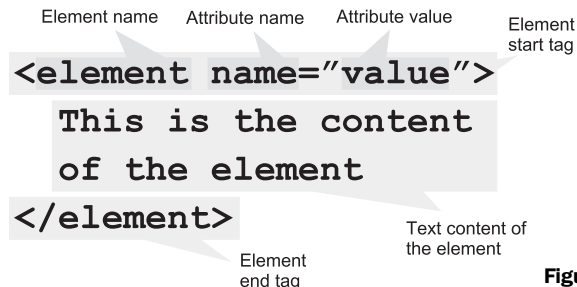 Element name Attribute name Attribute value
Element
start tag
<element name="value">
This is the content
of the element
</element>
Text content of
the element
Element
end tag